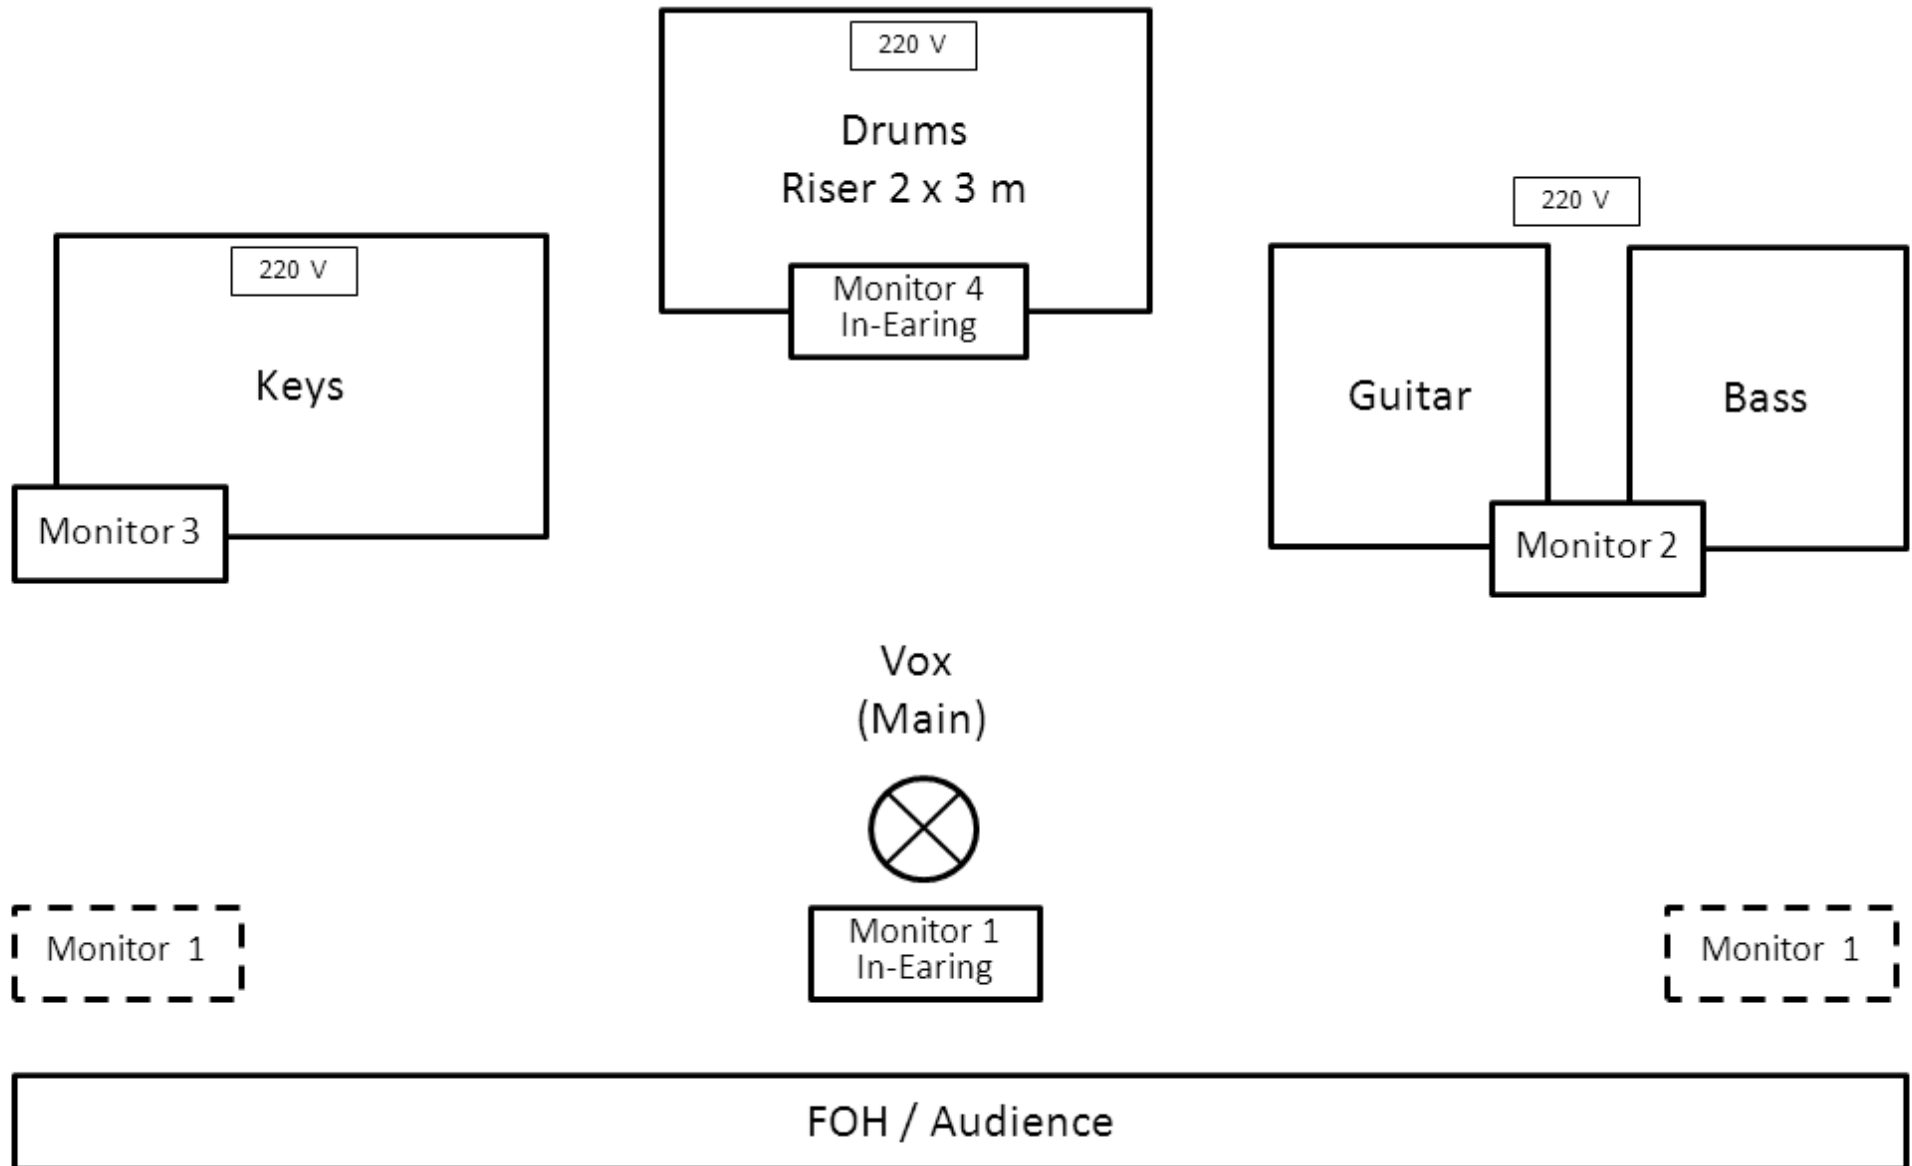 220 V
Drums
Riser 2 x 3 m
Monitor 4
In-Earing
220 V
Keys
Monitor 3
220 V
Guitar
Bass
Monitor 2
Vox
(Main)
Monitor 1
Monitor 1
In-Earing
Monitor 1
FOH / Audience